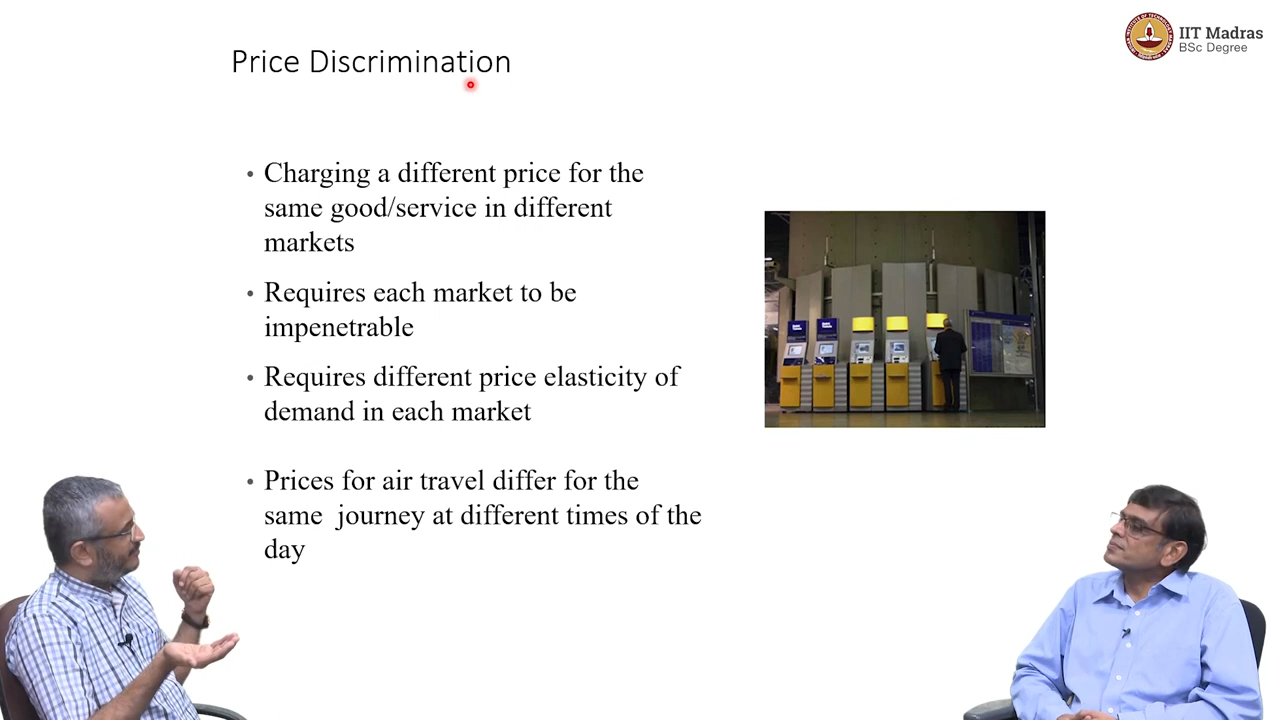 Price Discrimination
IIT Madras
BSc Degree
• Charging a different price for the
same good/service in different
markets
• Requires each market to be
impenetrable
• Requires different price elasticity of
demand in each market
• Prices for air travel differ for the
same journey at different times of the
day